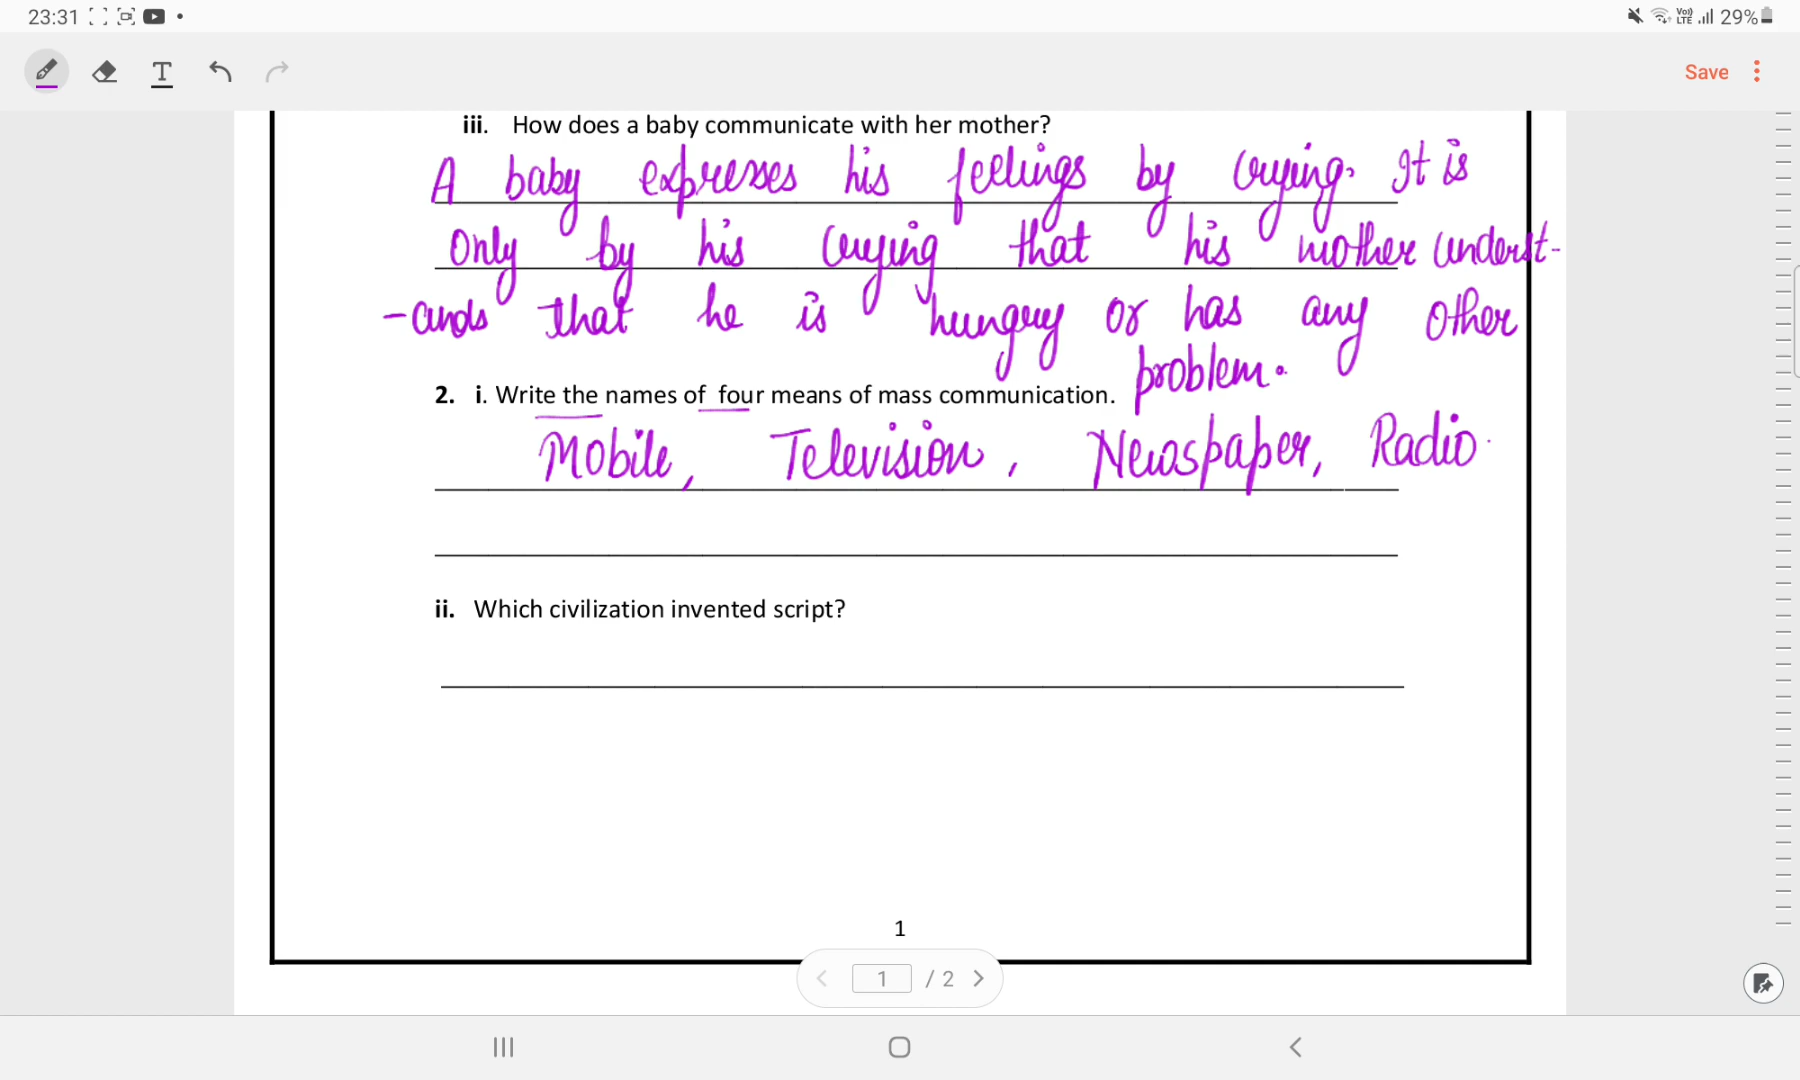 23:31
29%
T
Save
iii. How does a baby communicate with her mother?
A baby expresses his feelings by crying. It is
only by his crying that his mother underst-
-ands that he is hungry or has any other
problem.
2. i. Write the names of four means of mass communication.
Mobile, Television, Newspaper, Radio.
ii. Which civilization invented script?
1
1 / 2